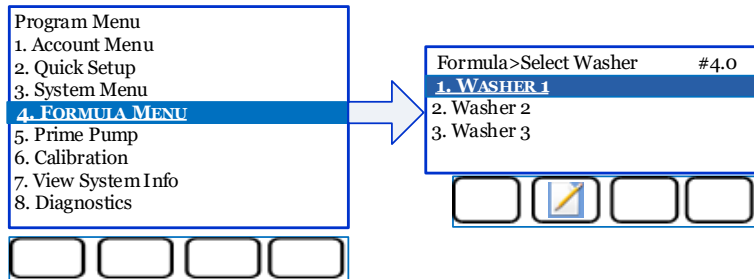 Program Menu
1. Account Menu
2. Quick Setup
3. System Menu
4. FORMULA MENU
5. Prime Pump
6. Calibration
7. View System Info
8. Diagnostics
Formula>Select Washer #4.0
1. WASHER 1
2. Washer 2
3. Washer 3